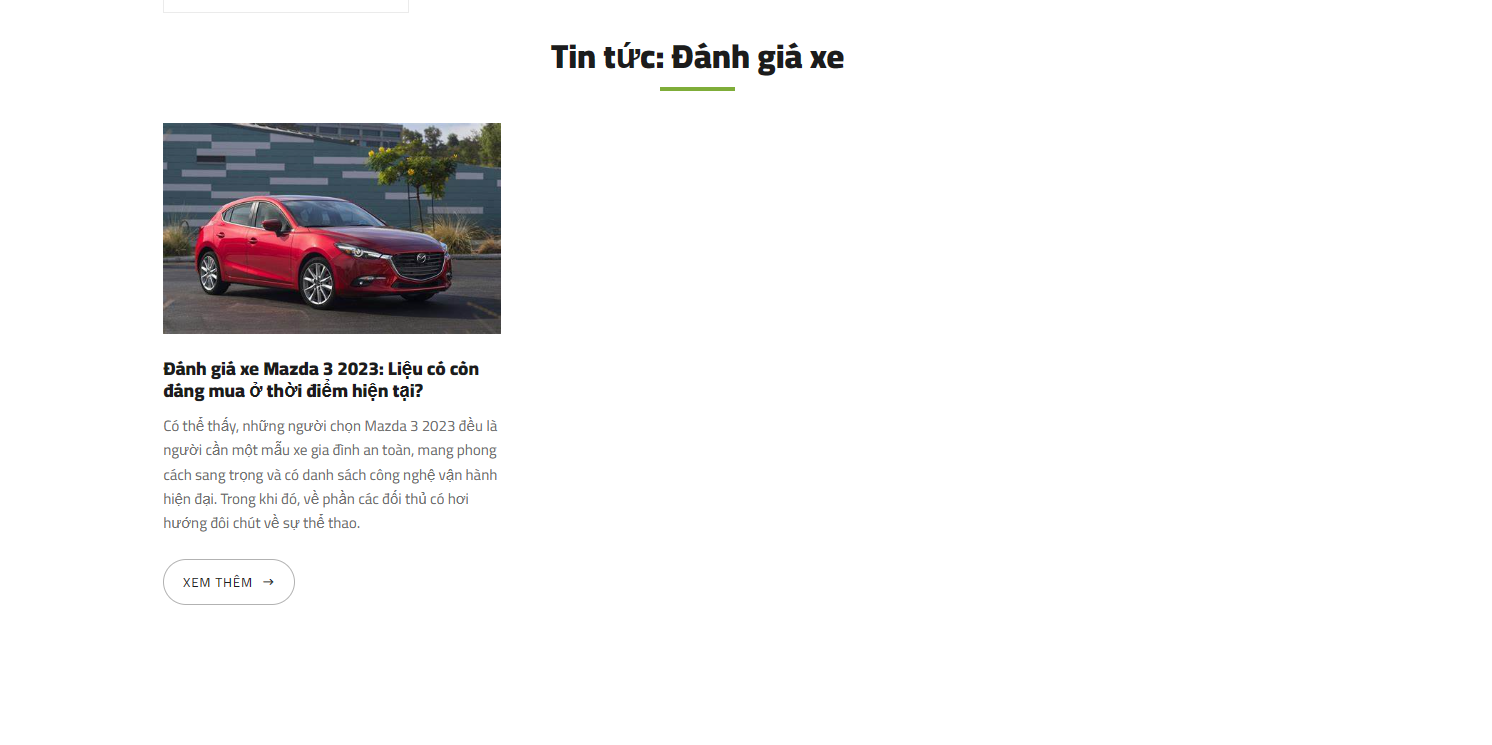 Tin tức: Đánh giá xe
Đánh giá xe Mazda 3 2023: Liệu có còn
đáng mua ở thời điểm hiện tại?
Có thể thấy, những người chọn Mazda 3 2023 đều là
người cần một mẫu xe gia đình an toàn, mang phong
cách sang trọng và có danh sách công nghệ vận hành
hiện đại. Trong khi đó, về phần các đối thủ có hơi
hướng đôi chút về sự thể thao.
XEM THÊM →